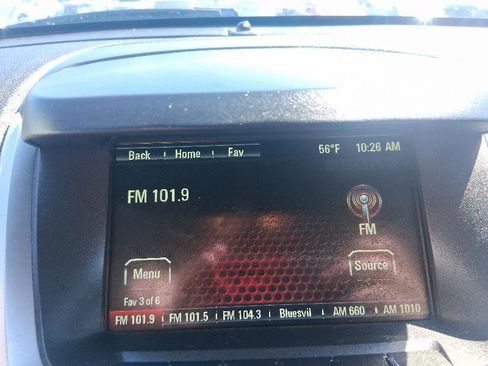 Back Home Fav 56°F 10:26 AM
FM 101.9
FM
Menu Source
Fav 3 of 6
FM 101.9 FM 101.5 FM 104.3 Bluesvil AM 660 AM 1010